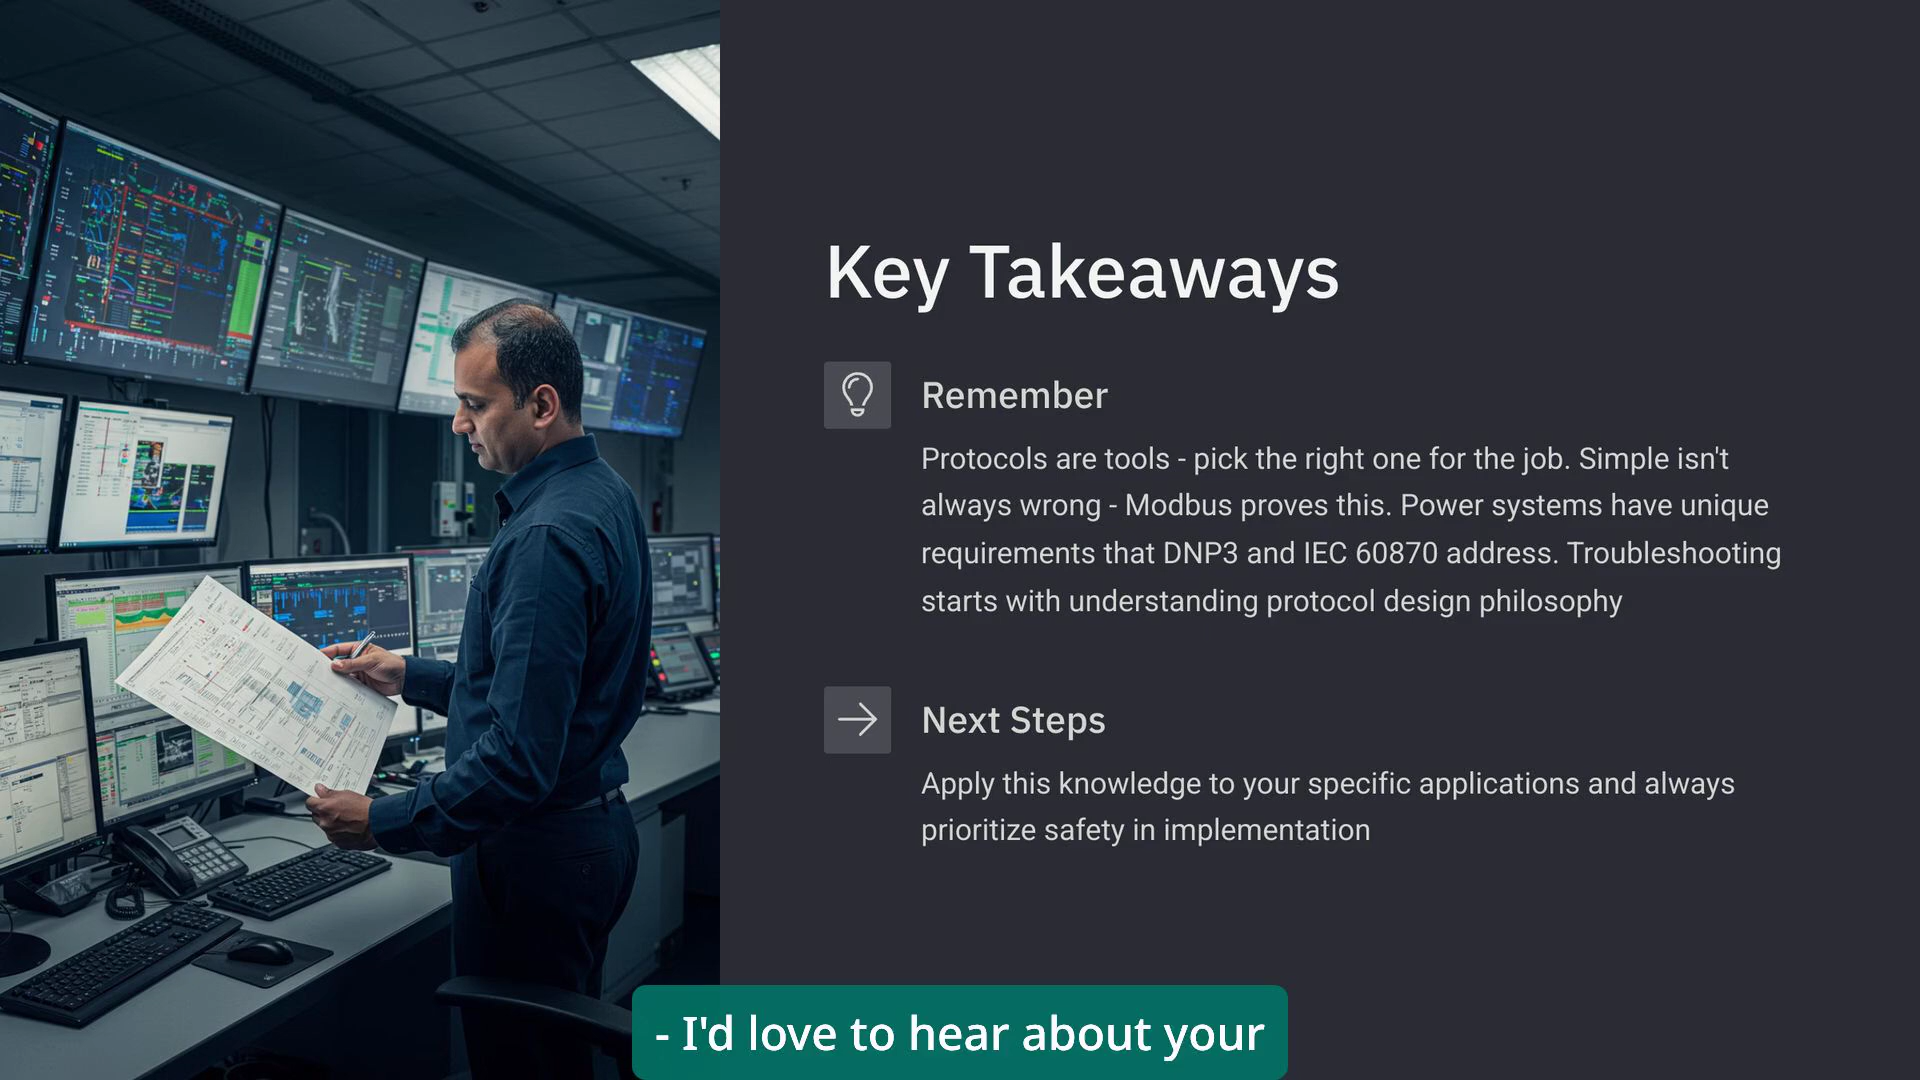 Key Takeaways
Remember
Protocols are tools - pick the right one for the job. Simple isn't
always wrong - Modbus proves this. Power systems have unique
requirements that DNP3 and IEC 60870 address. Troubleshooting
starts with understanding protocol design philosophy
Next Steps
Apply this knowledge to your specific applications and always
prioritize safety in implementation
- I'd love to hear about your